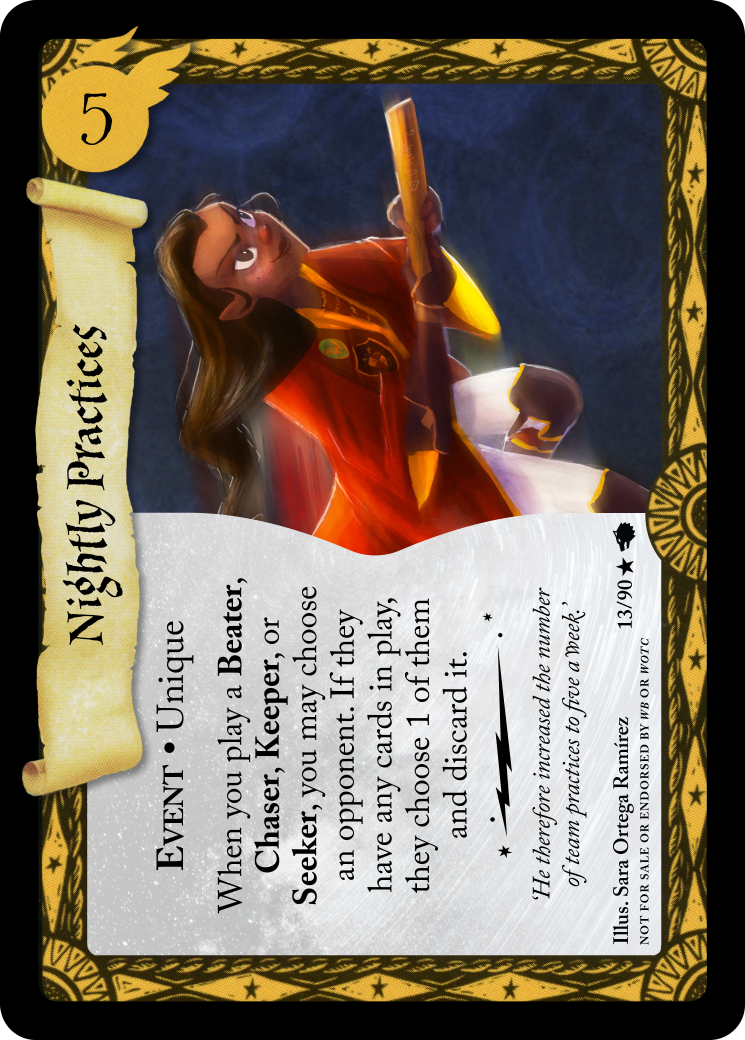 5
Nightly Practices
EVENT • Unique
When you play a Beater,
Chaser, Keeper, or
Seeker, you may choose
an opponent. If they
have any cards in play,
they choose 1 of them
and discard it.
‘He therefore increased the number
of team practices to five a week.’
Illus. Sara Ortega Ramírez 13/90 ★
NOT FOR SALE OR ENDORSED BY WB OR WOTC